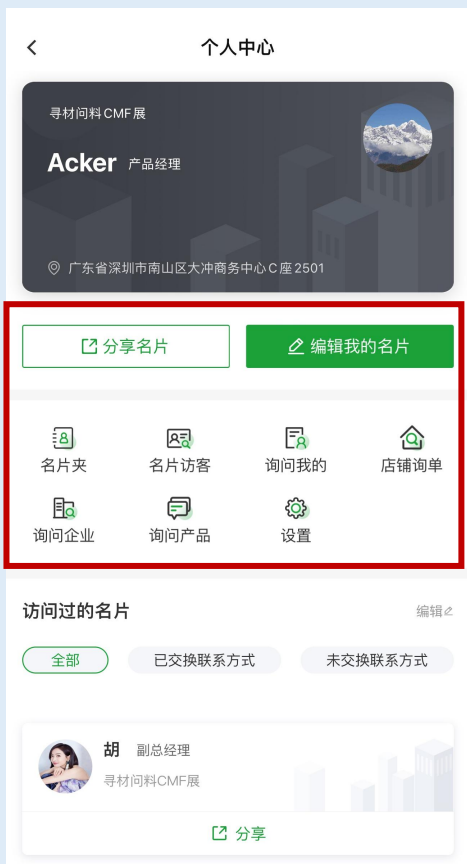 个人中心
寻材问料CMF展
Acker 产品经理
广东省深圳市南山区大冲商务中心C座2501
分享名片 编辑我的名片
名片夹 名片访客 询问我的 店铺询单
询问企业 询问产品 设置
访问过的名片 编辑
全部 已交换联系方式 未交换联系方式
胡 副总经理
寻材问料CMF展
分享